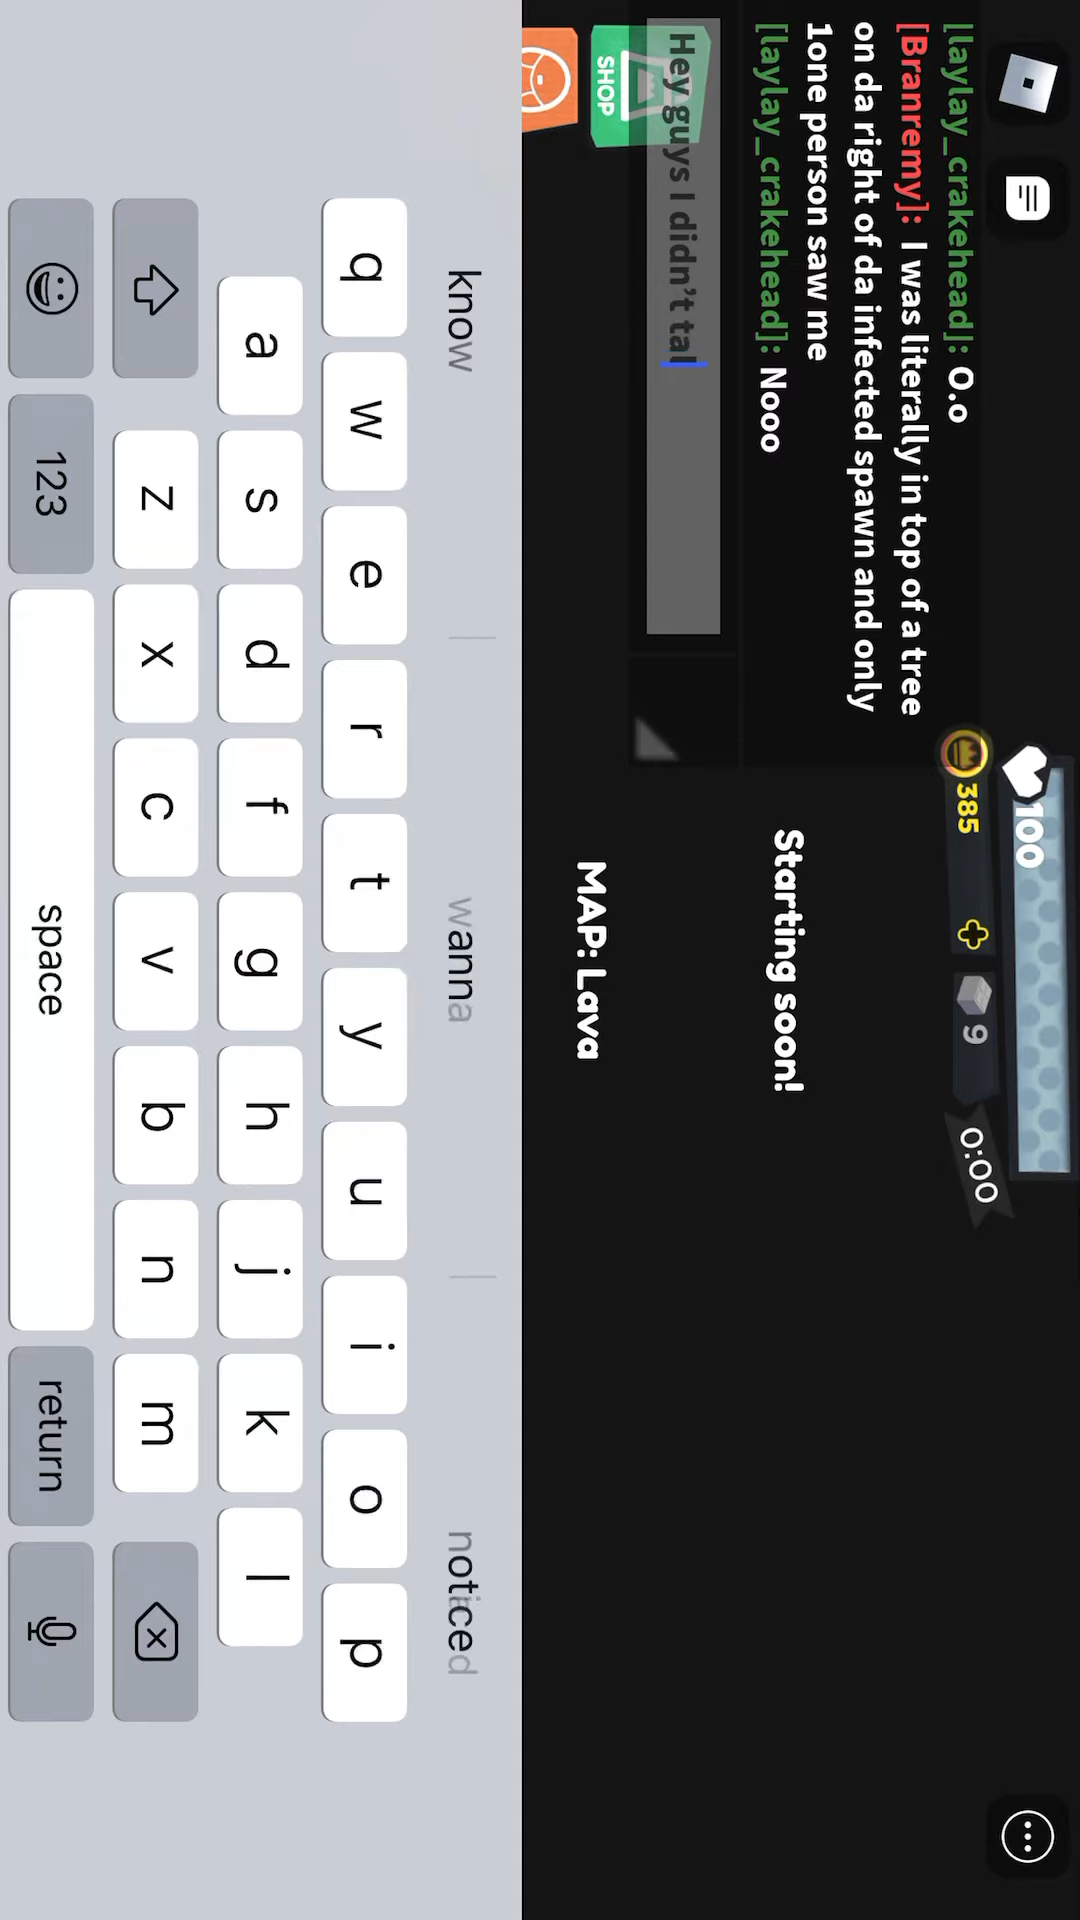 [laylay_crakehead]: O.o
[Branremy]: I was literally in top of a tree
on da right of da infected spawn and only
1one person saw me
[laylay_crakehead]: Nooo
Hey guys I didn't tal
SHOP
100
385
9
0:00
Starting soon!
MAP: Lava
know
wanna
noticed
q w e r t y u i o p
a s d f g h j k l
z x c v b n m
123
space
return